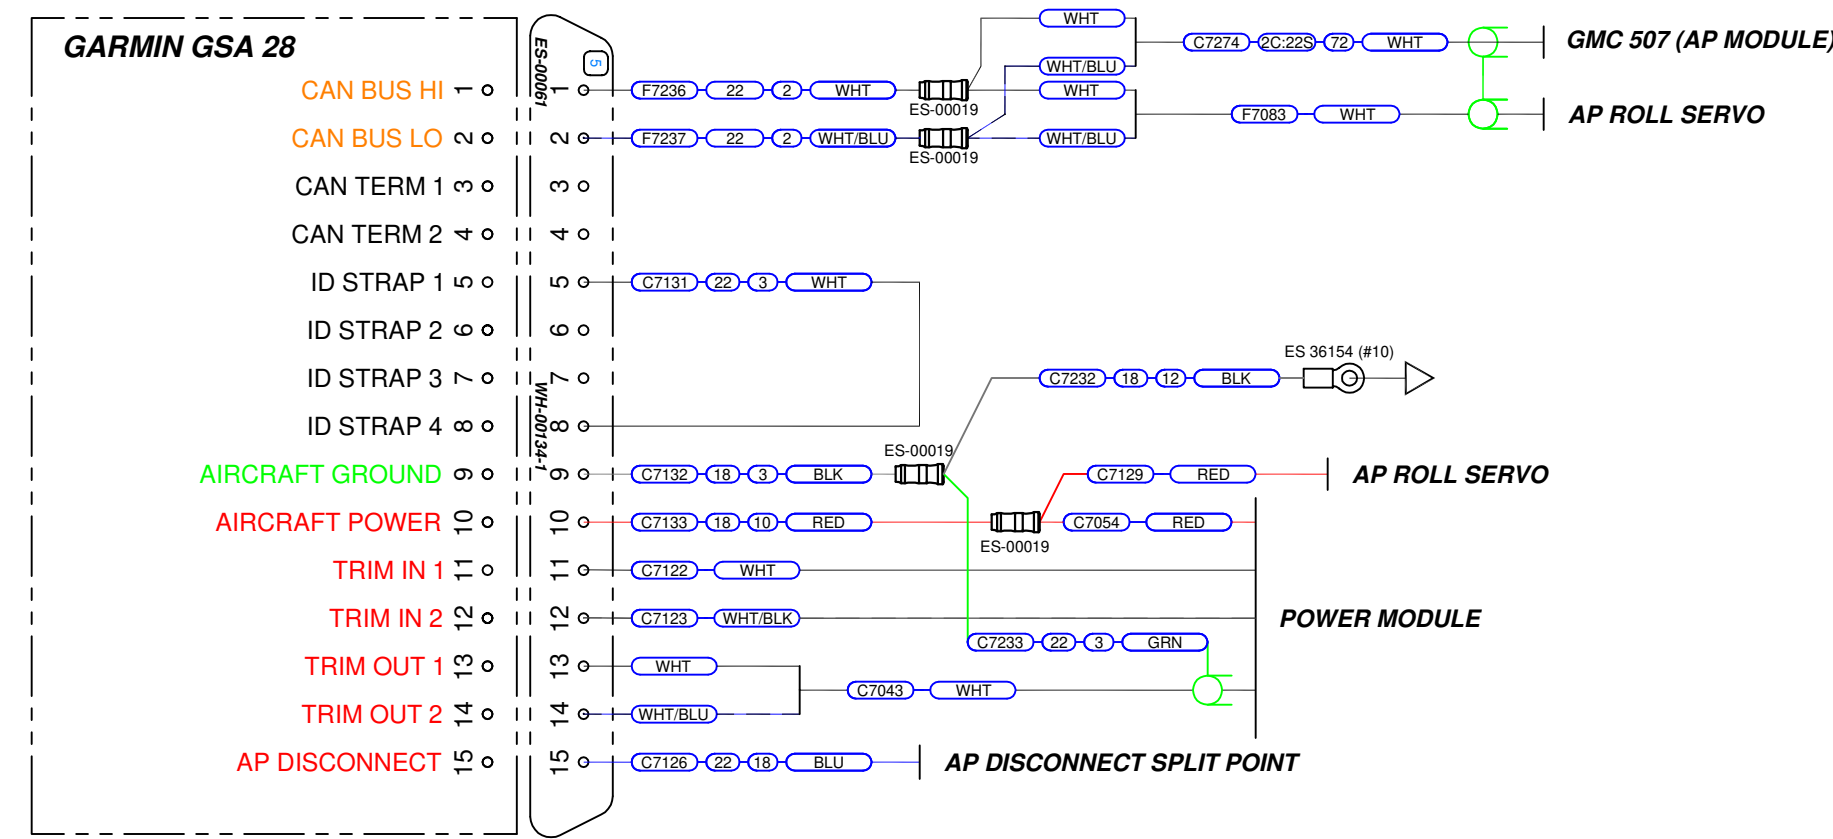 GARMIN GSA 28
ES-00061
5
WH-00134-1
WHT
C7274 2C:22S 72 WHT
GMC 507 (AP MODULE)
WHT/BLU
CAN BUS HI 1 1 F7236 22 2 WHT
ES-00019
WHT
F7083 WHT
AP ROLL SERVO
CAN BUS LO 2 2 F7237 22 2 WHT/BLU
ES-00019
WHT/BLU
CAN TERM 1 3 3
CAN TERM 2 4 4
ID STRAP 1 5 5 C7131 22 3 WHT
ID STRAP 2 6 6
ES 36154 (#10)
ID STRAP 3 7 7 C7232 18 12 BLK
ID STRAP 4 8 8
ES-00019
AIRCRAFT GROUND 9 9 C7132 18 3 BLK
C7129 RED
AP ROLL SERVO
AIRCRAFT POWER 10 10 C7133 18 10 RED
ES-00019
C7054 RED
TRIM IN 1 11 11 C7122 WHT
TRIM IN 2 12 12 C7123 WHT/BLK
POWER MODULE
C7233 22 3 GRN
TRIM OUT 1 13 13 WHT
C7043 WHT
TRIM OUT 2 14 14 WHT/BLU
AP DISCONNECT 15 15 C7126 22 18 BLU
AP DISCONNECT SPLIT POINT